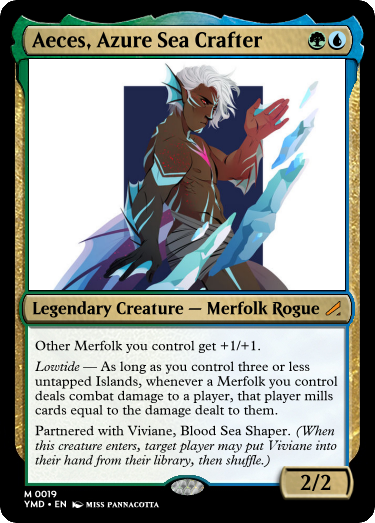 Aeces, Azure Sea Crafter
Legendary Creature — Merfolk Rogue
Other Merfolk you control get +1/+1.
Lowtide — As long as you control three or less
untapped Islands, whenever a Merfolk you control
deals combat damage to a player, that player mills
cards equal to the damage dealt to them.
Partnered with Viviane, Blood Sea Shaper. (When
this creature enters, target player may put Viviane into
their hand from their library, then shuffle.)
2/2
M 0019
YMD • EN MISS PANNACOTTA